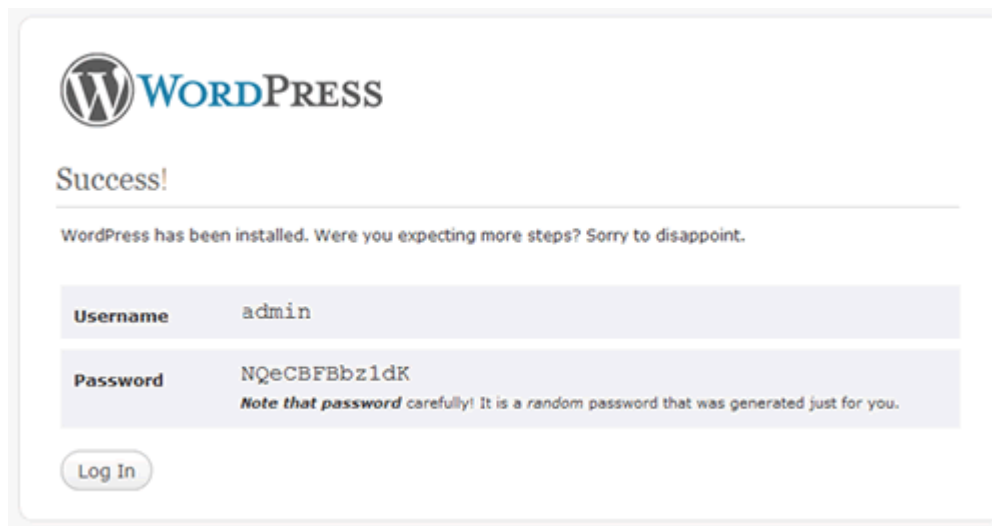 WORDPRESS
Success!
WordPress has been installed. Were you expecting more steps? Sorry to disappoint.
Username admin
Password NQeCBFBbz1dK
Note that password carefully! It is a random password that was generated just for you.
Log In